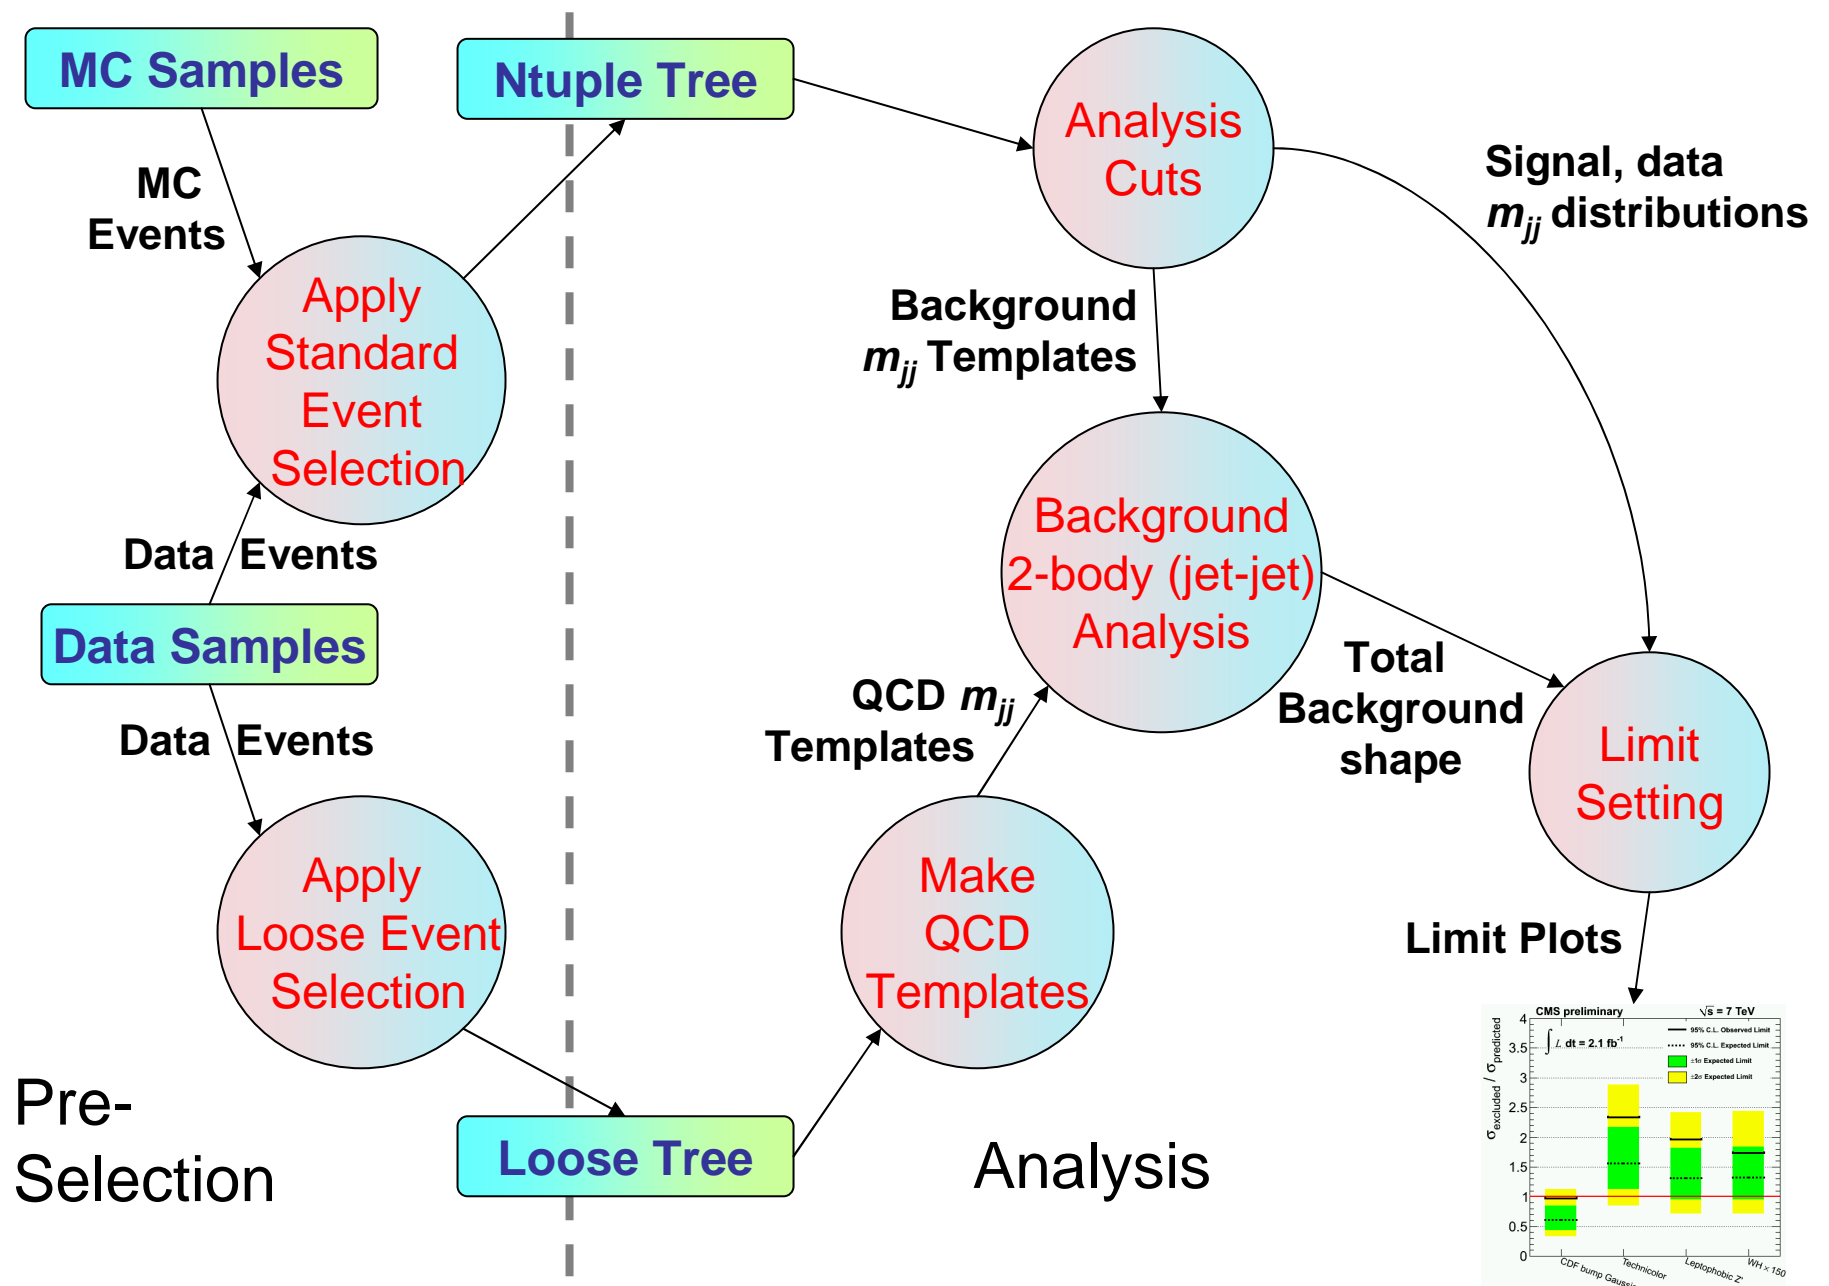 MC Samples
Ntuple Tree
MC
Events
Apply
Standard
Event
Selection
Data Events
Data Samples
Data Events
Apply
Loose Event
Selection
Pre-
Selection
Loose Tree
Analysis
Cuts
Signal, data
mjj distributions
Background
mjj Templates
Background
2-body (jet-jet)
Analysis
QCD mjj
Templates
Make
QCD
Templates
Total
Background
shape
Limit
Setting
Limit Plots
Analysis
CMS preliminary √s = 7 TeV
∫ L dt = 2.1 fb-1
95% C.L. Observed Limit
95% C.L. Expected Limit
±1σ Expected Limit
±2σ Expected Limit
σexcluded / σpredicted
4
3.5
3
2.5
2
1.5
1
0.5
0
CDF bump Gaussi
Technicolor
Leptophobic Z'
WH × 150